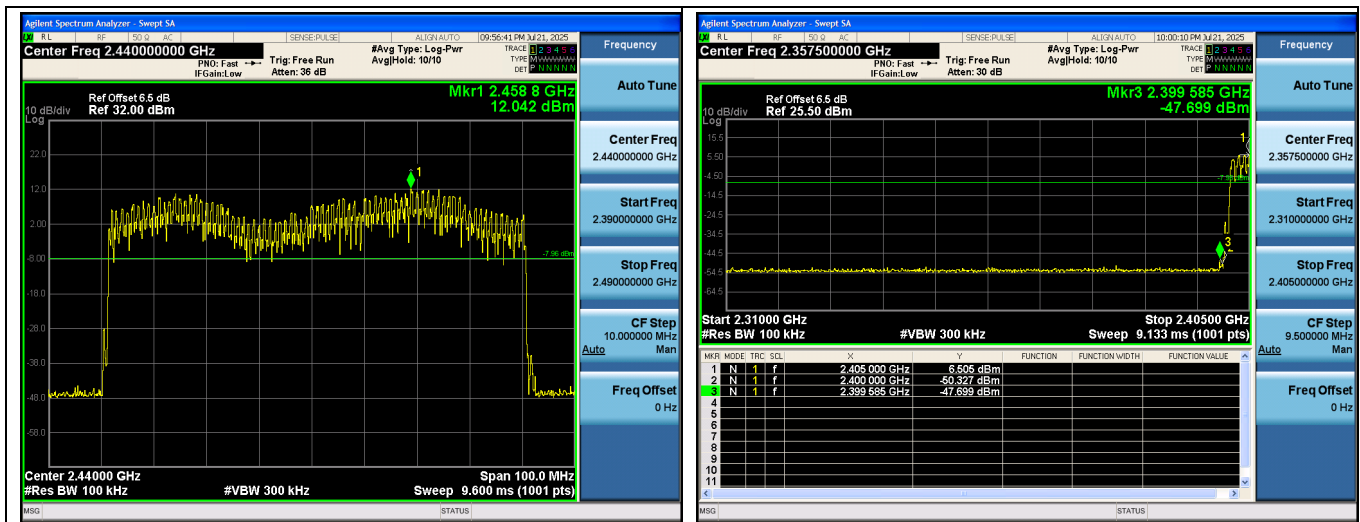 Agilent Spectrum Analyzer - Swept SA
LXI RL RF 50 Ω AC SENSE:PULSE ALIGNAUTO 09:56:41 PM Jul 21, 2025
Center Freq 2.440000000 GHz
PNO: Fast
IFGain:Low
Trig: Free Run
Atten: 36 dB
#Avg Type: Log-Pwr
Avg|Hold: 10/10
TRACE 1 2 3 4 5 6
TYPE M
DET P N N N N N
Mkr1 2.458 8 GHz
12.042 dBm
Ref Offset 6.5 dB
Ref 32.00 dBm
10 dB/div
Log
22.0
12.0
2.00
-8.00
-18.0
-28.0
-38.0
-48.0
-58.0
1
-7.96 dBm
Center 2.44000 GHz
Span 100.0 MHz
#Res BW 100 kHz
#VBW 300 kHz
Sweep 9.600 ms (1001 pts)
MSG
STATUS
Frequency
Auto Tune
Center Freq
2.440000000 GHz
Start Freq
2.390000000 GHz
Stop Freq
2.490000000 GHz
CF Step
10.000000 MHz
Auto Man
Freq Offset
0 Hz
Agilent Spectrum Analyzer - Swept SA
LXI RL RF 50 Ω AC SENSE:PULSE ALIGNAUTO 10:00:10 PM Jul 21, 2025
Center Freq 2.357500000 GHz
PNO: Fast
IFGain:Low
Trig: Free Run
Atten: 30 dB
#Avg Type: Log-Pwr
Avg|Hold: 10/10
TRACE 1 2 3 4 5 6
TYPE M
DET P N N N N N
Mkr3 2.399 585 GHz
-47.699 dBm
Ref Offset 6.5 dB
Ref 25.50 dBm
10 dB/div
Log
15.5
5.50
-4.50
-14.5
-24.5
-34.5
-44.5
-54.5
-64.5
1
3
Start 2.31000 GHz
Stop 2.40500 GHz
#Res BW 100 kHz
#VBW 300 kHz
Sweep 9.133 ms (1001 pts)
MKR MODE TRC SCL X Y FUNCTION FUNCTION WIDTH FUNCTION VALUE
1 N 1 f 2.405 000 GHz 6.505 dBm
2 N 1 f 2.400 000 GHz -50.327 dBm
3 N 1 f 2.399 585 GHz -47.699 dBm
4
5
6
7
8
9
10
11
MSG
STATUS
Frequency
Auto Tune
Center Freq
2.357500000 GHz
Start Freq
2.310000000 GHz
Stop Freq
2.405000000 GHz
CF Step
9.500000 MHz
Auto Man
Freq Offset
0 Hz